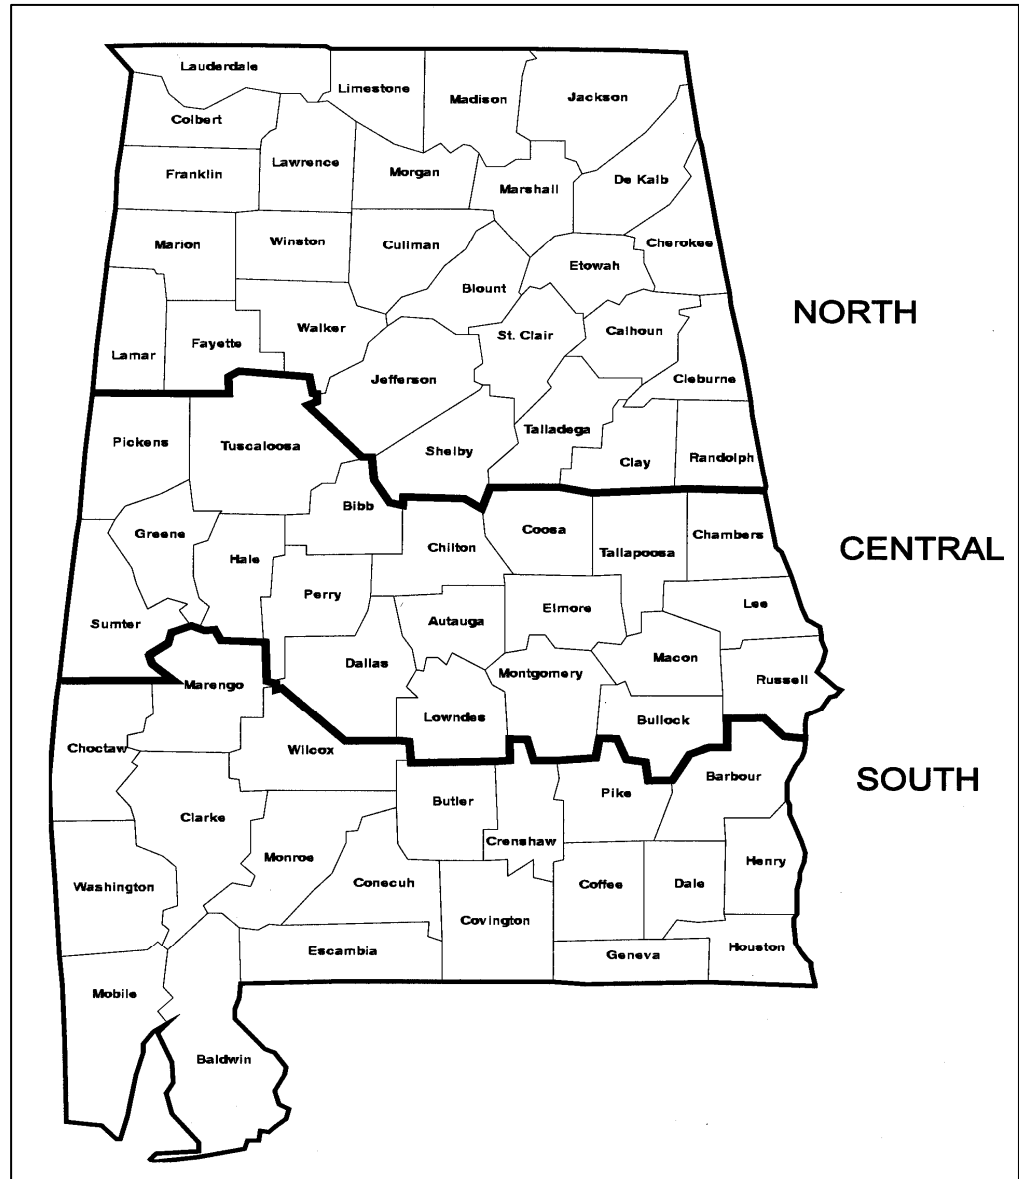 Lauderdale
Limestone
Madison
Jackson
Colbert
Lawrence
Franklin
Morgan
Marshall
De Kalb
Marion
Winston
Cullman
Cherokee
Etowah
Blount
Walker
St. Clair
Calhoun
NORTH
Lamar
Fayette
Jefferson
Cleburne
Pickens
Tuscaloosa
Shelby
Talladega
Clay
Randolph
Bibb
Greene
Hale
Chilton
Coosa
Tallapoosa
Chambers
CENTRAL
Perry
Elmore
Lee
Sumter
Autauga
Dallas
Montgomery
Macon
Russell
Marengo
Lowndes
Bullock
Choctaw
Wilcox
SOUTH
Barbour
Butler
Pike
Clarke
Crenshaw
Monroe
Henry
Washington
Conecuh
Coffee
Dale
Covington
Escambia
Geneva
Houston
Mobile
Baldwin